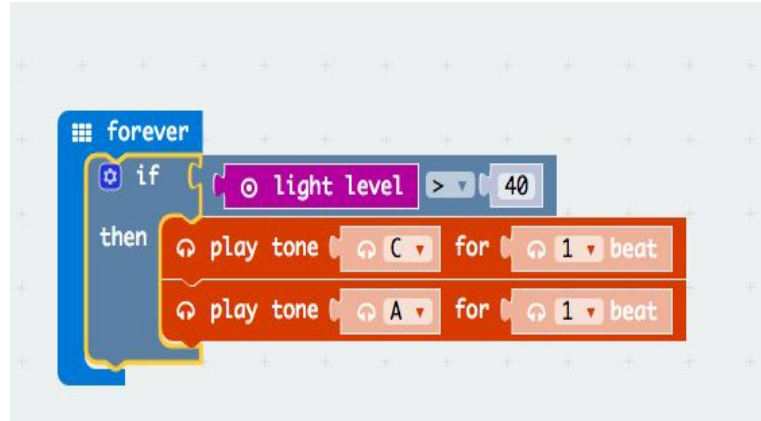 forever
if light level > 40
then play tone C for 1 beat
play tone A for 1 beat